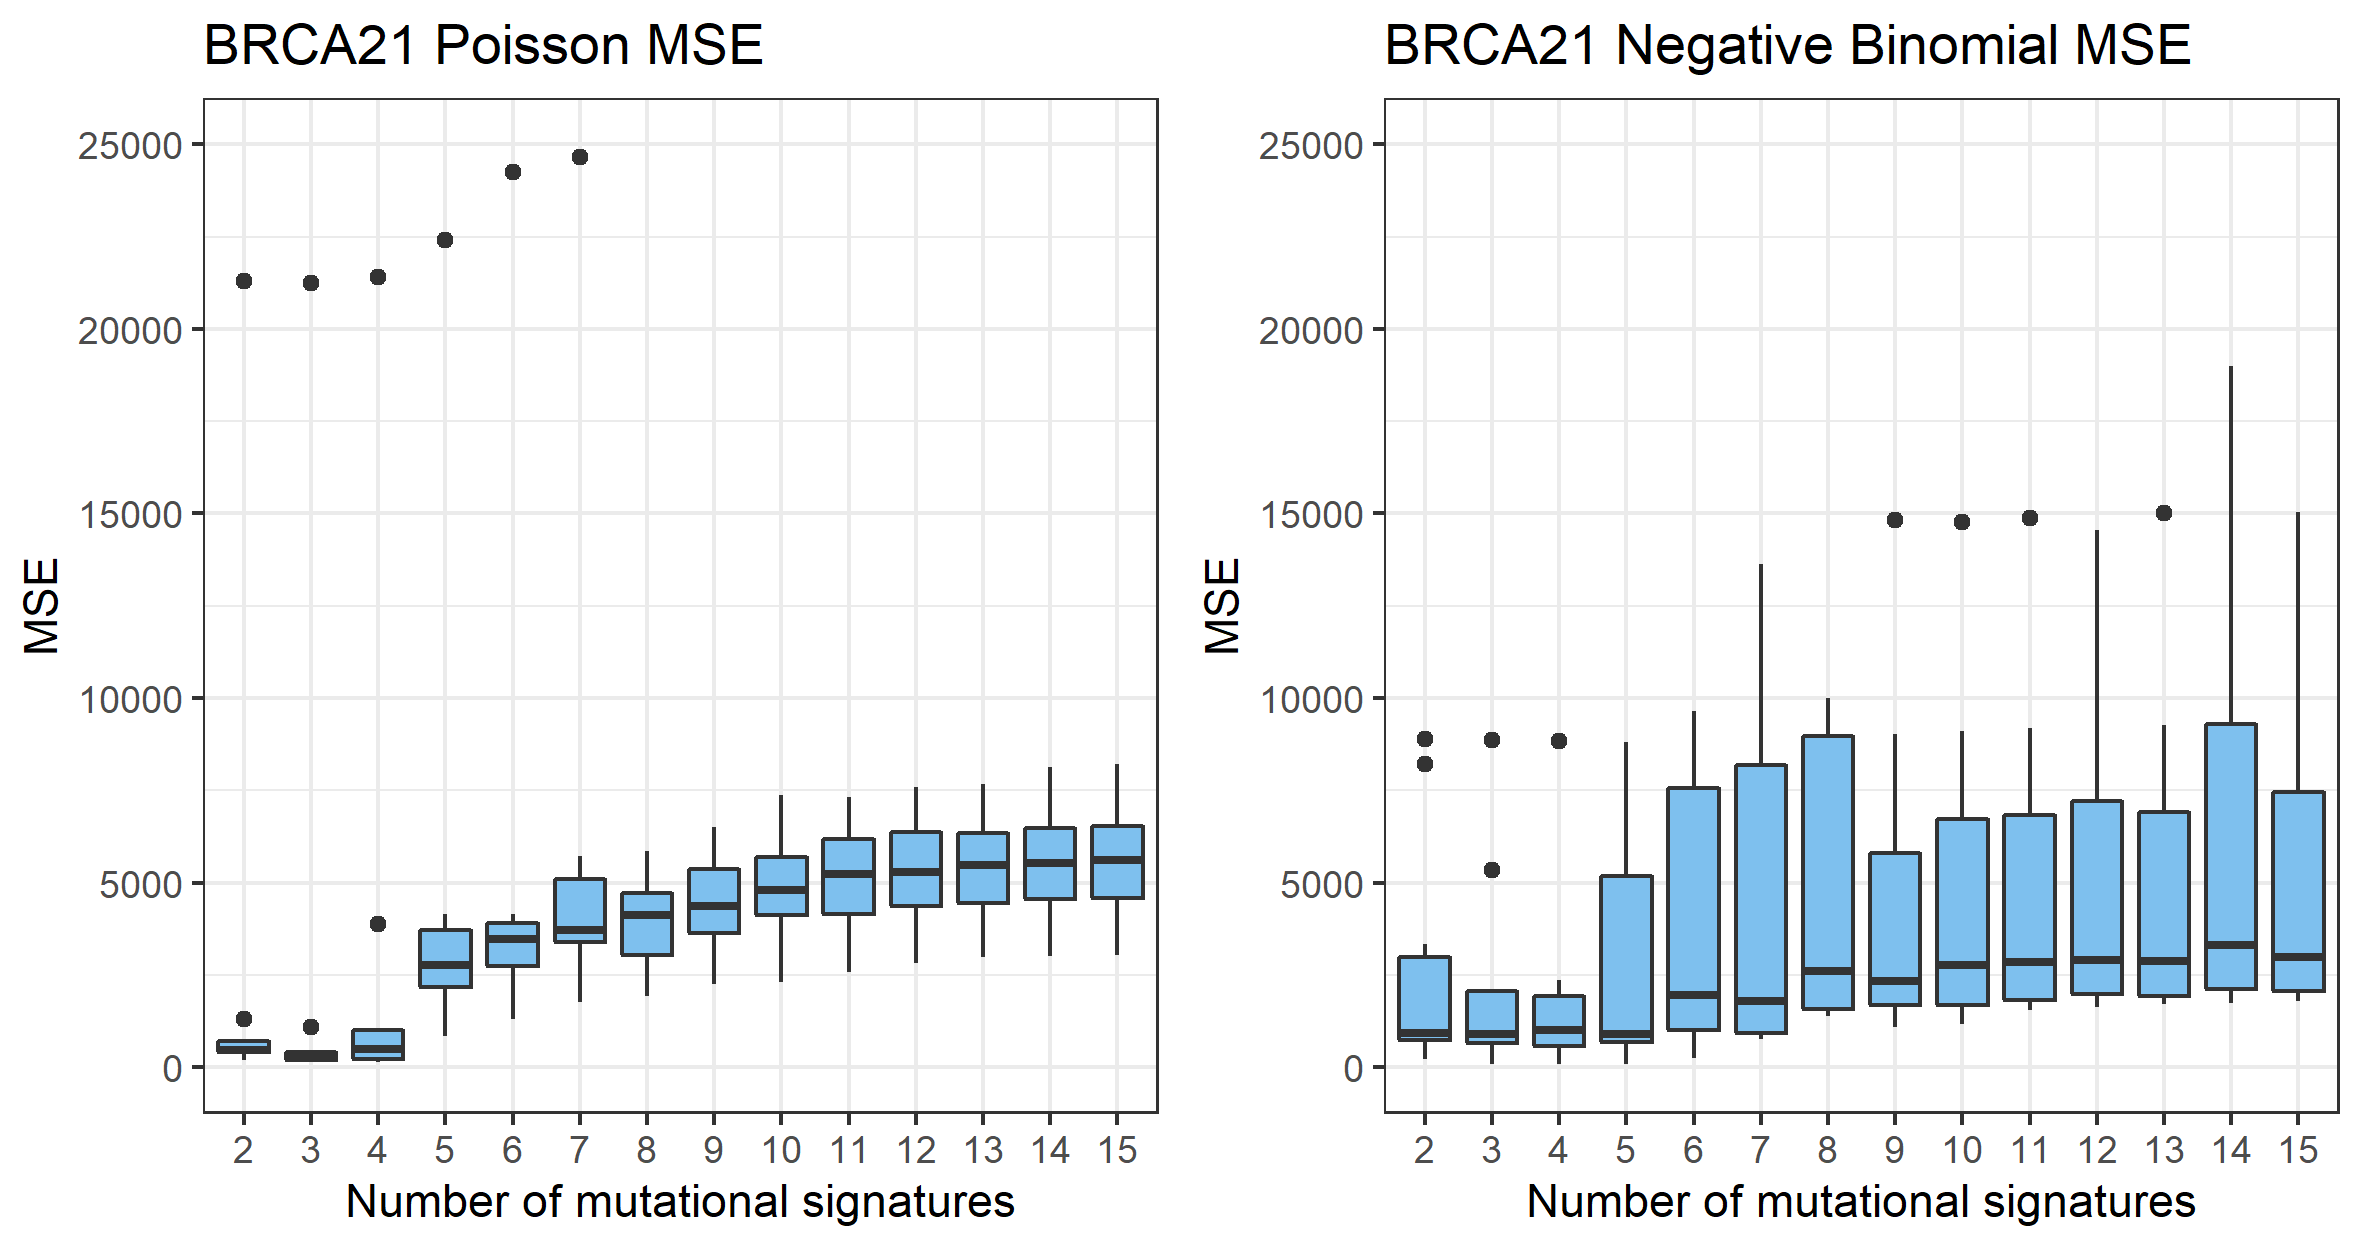 BRCA21 Poisson MSE
MSE
25000
20000
15000
10000
5000
0
2 3 4 5 6 7 8 9 10 11 12 13 14 15
Number of mutational signatures
BRCA21 Negative Binomial MSE
MSE
25000
20000
15000
10000
5000
0
2 3 4 5 6 7 8 9 10 11 12 13 14 15
Number of mutational signatures